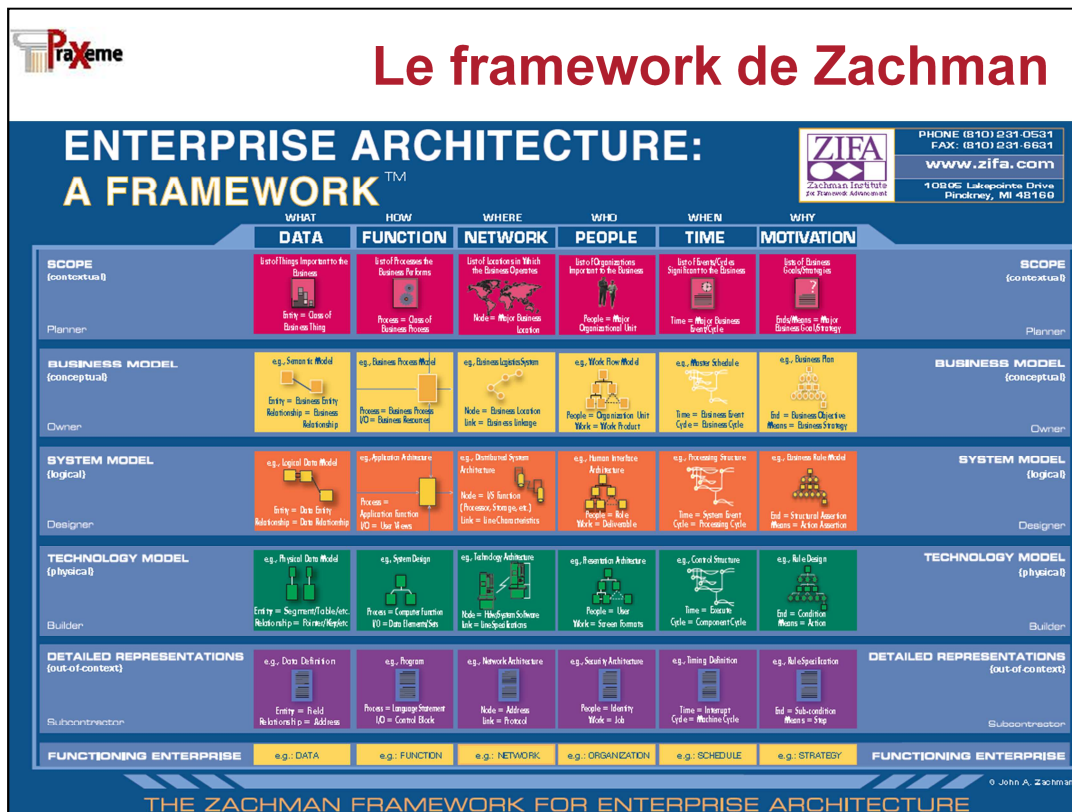 PraXeme
Le framework de Zachman
ENTERPRISE ARCHITECTURE:
A FRAMEWORK™
ZIFA
Zachman Institute
for Framework Advancement
PHONE (810) 231-0531
FAX: (810) 231-6631
www.zifa.com
10895 Lakepointe Drive
Pinckney, MI 48169
WHAT HOW WHERE WHO WHEN WHY
DATA FUNCTION NETWORK PEOPLE TIME MOTIVATION
SCOPE
(contextual)
Planner
List of Things Important to the
Business
Entity = Class of
Business Thing
List of Processes the
Business Performs
Process = Class of
Business Process
List of Locations in Which
the Business Operates
Node = Major Business
Location
List of Organizations
Important to the Business
People = Major
Organizational Unit
List of Events/Cycles
Significant to the Business
Time = Major Business
Event/Cycle
Lists of Business
Goals/Strategies
?
Ends/Means = Major
Business Goal/Strategy
SCOPE
(contextual)
Planner
BUSINESS MODEL
(conceptual)
Owner
e.g., Semantic Model
Entity = Business Entity
Relationship = Business
Relationship
e.g., Business Process Model
Process = Business Process
I/O = Business Resources
e.g., Business Logistics System
Node = Business Location
Link = Business Linkage
e.g., Work Flow Model
People = Organization Unit
Work = Work Product
e.g., Master Schedule
Time = Business Event
Cycle = Business Cycle
e.g., Business Plan
End = Business Objective
Means = Business Strategy
BUSINESS MODEL
(conceptual)
Owner
SYSTEM MODEL
(logical)
Designer
e.g., Logical Data Model
Entity = Data Entity
Relationship = Data Relationship
e.g., Application Architecture
Process =
Application Function
I/O = User Views
e.g., Distributed System
Architecture
Node = I/S Function
(Processor, Storage, etc.)
Link = Line Characteristics
e.g., Human Interface
Architecture
People = Role
Work = Deliverable
e.g., Processing Structure
Time = System Event
Cycle = Processing Cycle
e.g., Business Rule Model
End = Structural Assertion
Means = Action Assertion
SYSTEM MODEL
(logical)
Designer
TECHNOLOGY MODEL
(physical)
Builder
e.g., Physical Data Model
Entity = Segment/Table/etc.
Relationship = Pointer/Key/etc
e.g., System Design
Process = Computer Function
I/O = Data Elements/Sets
e.g., Technology Architecture
Node = Hdw/System Software
Link = Line Specifications
e.g., Presentation Architecture
People = User
Work = Screen Formats
e.g., Control Structure
Time = Execute
Cycle = Component Cycle
e.g., Rule Design
End = Condition
Means = Action
TECHNOLOGY MODEL
(physical)
Builder
DETAILED REPRESENTATIONS
(out-of-context)
Subcontractor
e.g., Data Definition
Entity = Field
Relationship = Address
e.g., Program
Process = Language Statement
I/O = Control Block
e.g., Network Architecture
Node = Address
Link = Protocol
e.g., Security Architecture
People = Identity
Work = Job
e.g., Timing Definition
Time = Interrupt
Cycle = Machine Cycle
e.g., Rule Specification
End = Sub-condition
Means = Step
DETAILED REPRESENTATIONS
(out-of-context)
Subcontractor
FUNCTIONING ENTERPRISE e.g.: DATA e.g.: FUNCTION e.g.: NETWORK e.g.: ORGANIZATION e.g.: SCHEDULE e.g.: STRATEGY FUNCTIONING ENTERPRISE
© John A. Zachman
THE ZACHMAN FRAMEWORK FOR ENTERPRISE ARCHITECTURE